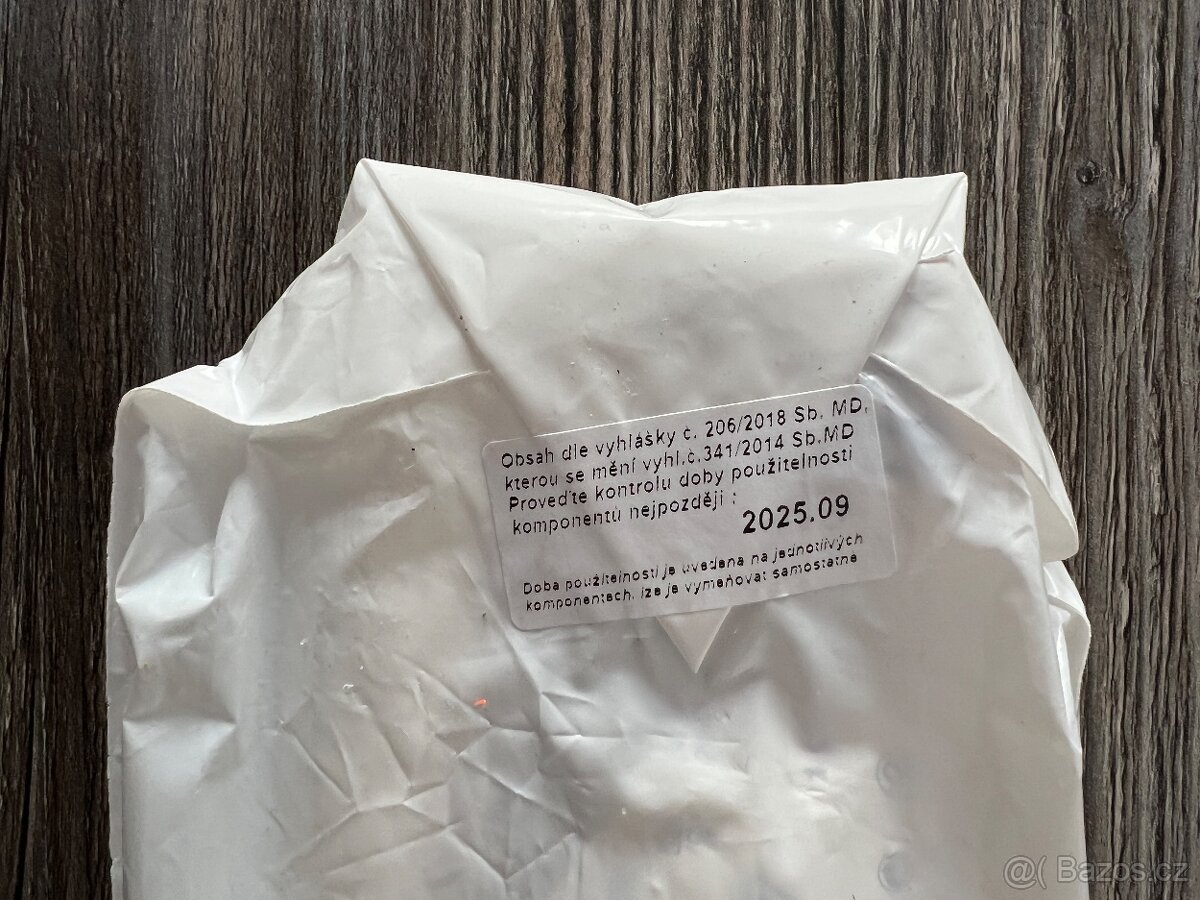 Obsah dle vyhlášky č. 206/2018 Sb. MD,
kterou se mění vyhl.č.341/2014 Sb.MD
Proveďte kontrolu doby použitelnosti
komponentů nejpozději :
2025.09
Doba použitelnosti je uvedena na jednotlivých
komponentech, lze je vyměňovat samostatně
@( Bazos.cz